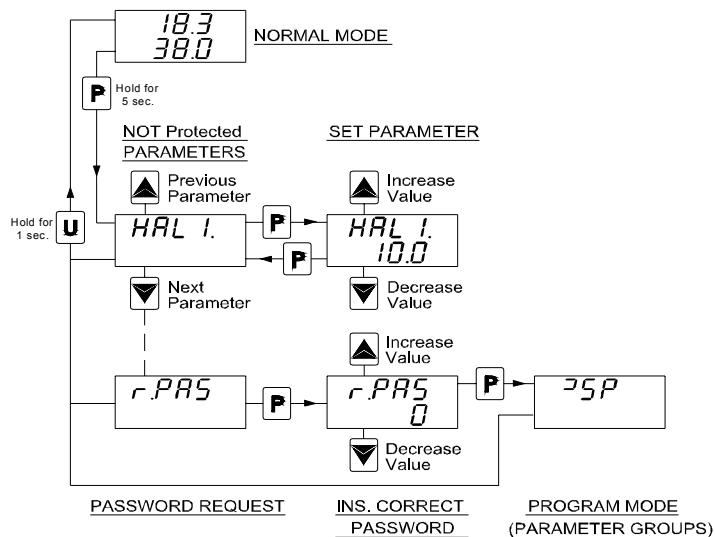 18.3
38.0
NORMAL MODE
P
Hold for
5 sec.
NOT Protected
PARAMETERS
SET PARAMETER
Previous
Parameter
Increase
Value
Hold for
1 sec.
U
HAL 1.
P
HAL 1.
10.0
P
Next
Parameter
Decrease
Value
Increase
Value
r.PAS
P
r.PAS
0
P
SP
Decrease
Value
PASSWORD REQUEST
INS. CORRECT
PASSWORD
PROGRAM MODE
(PARAMETER GROUPS)